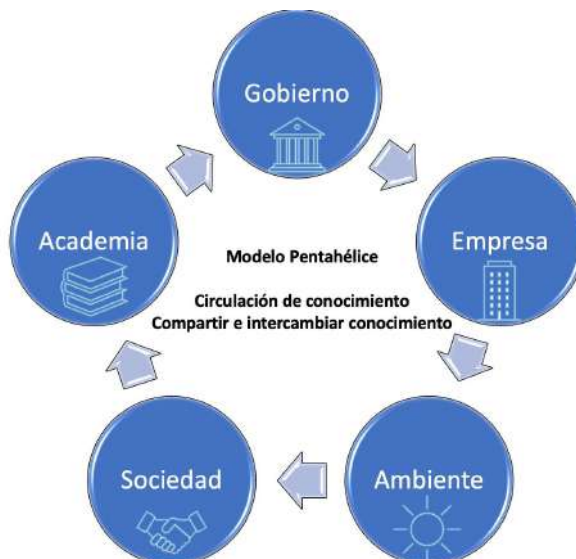 Gobierno
Academia
Empresa
Modelo Pentahélice
Circulación de conocimiento
Compartir e intercambiar conocimiento
Sociedad
Ambiente